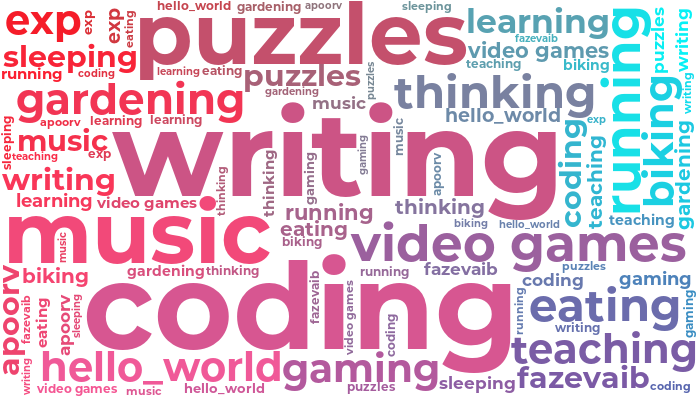 hello_world gardening apoorv sleeping
exp exp exp eating puzzles learning running puzzles writing
fazevaib
sleeping video games
running coding learning eating puzzles puzzles teaching biking
gardening gardening music thinking biking writing
apoorv learning learning hello_world exp
sleeping music exp writing music coding teaching gardening
teaching thinking thinking gaming gaming apoorv
writing
learning video games running thinking teaching
music music eating biking hello_world
biking video games
apoorv biking gardening thinking running fazevaib puzzles
coding gaming
fazevaib eating apoorv sleeping coding fazevaib video games coding running eating gaming
writing
teaching
writing hello_world gaming sleeping fazevaib
video games music hello_world puzzles coding